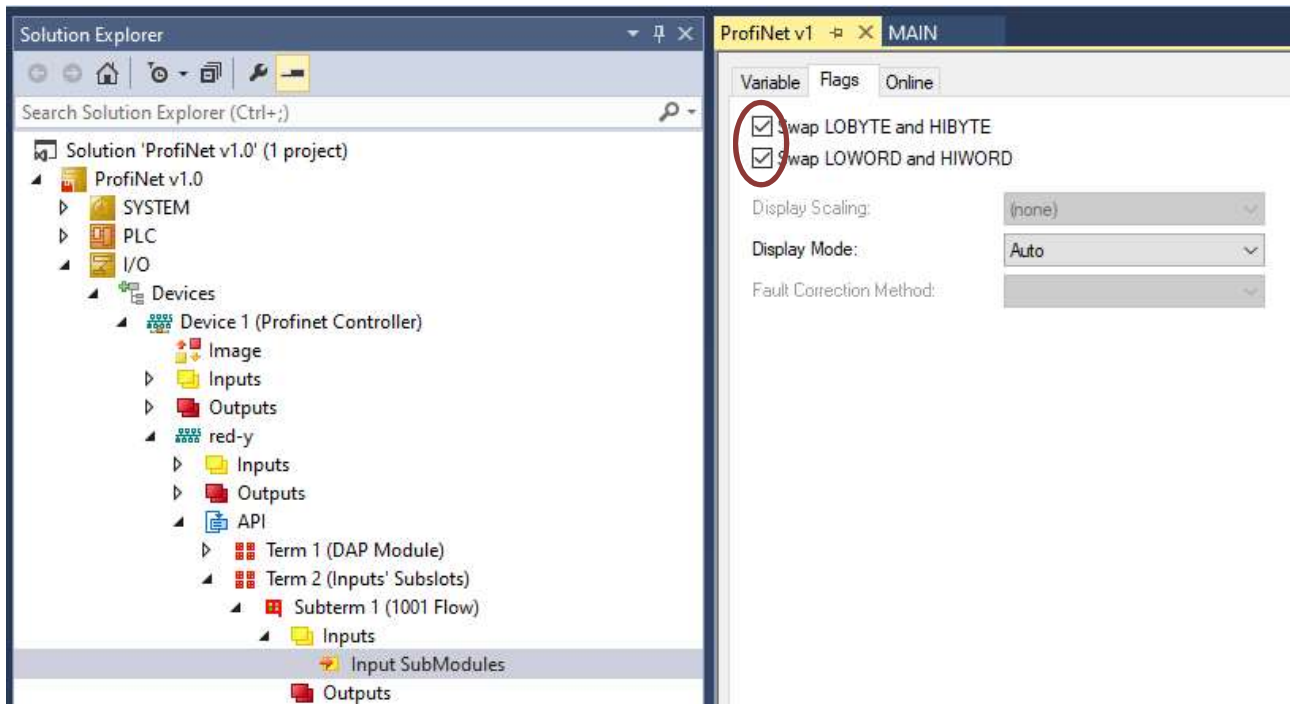 Solution Explorer
Search Solution Explorer (Ctrl+;)
Solution 'ProfiNet v1.0' (1 project)
ProfiNet v1.0
SYSTEM
PLC
I/O
Devices
Device 1 (Profinet Controller)
Image
Inputs
Outputs
red-y
Inputs
Outputs
API
Term 1 (DAP Module)
Term 2 (Inputs' Subslots)
Subterm 1 (1001 Flow)
Inputs
Input SubModules
Outputs
ProfiNet v1 MAIN
Variable Flags Online
Swap LOBYTE and HIBYTE
Swap LOWORD and HIWORD
Display Scaling: (none)
Display Mode: Auto
Fault Correction Method: